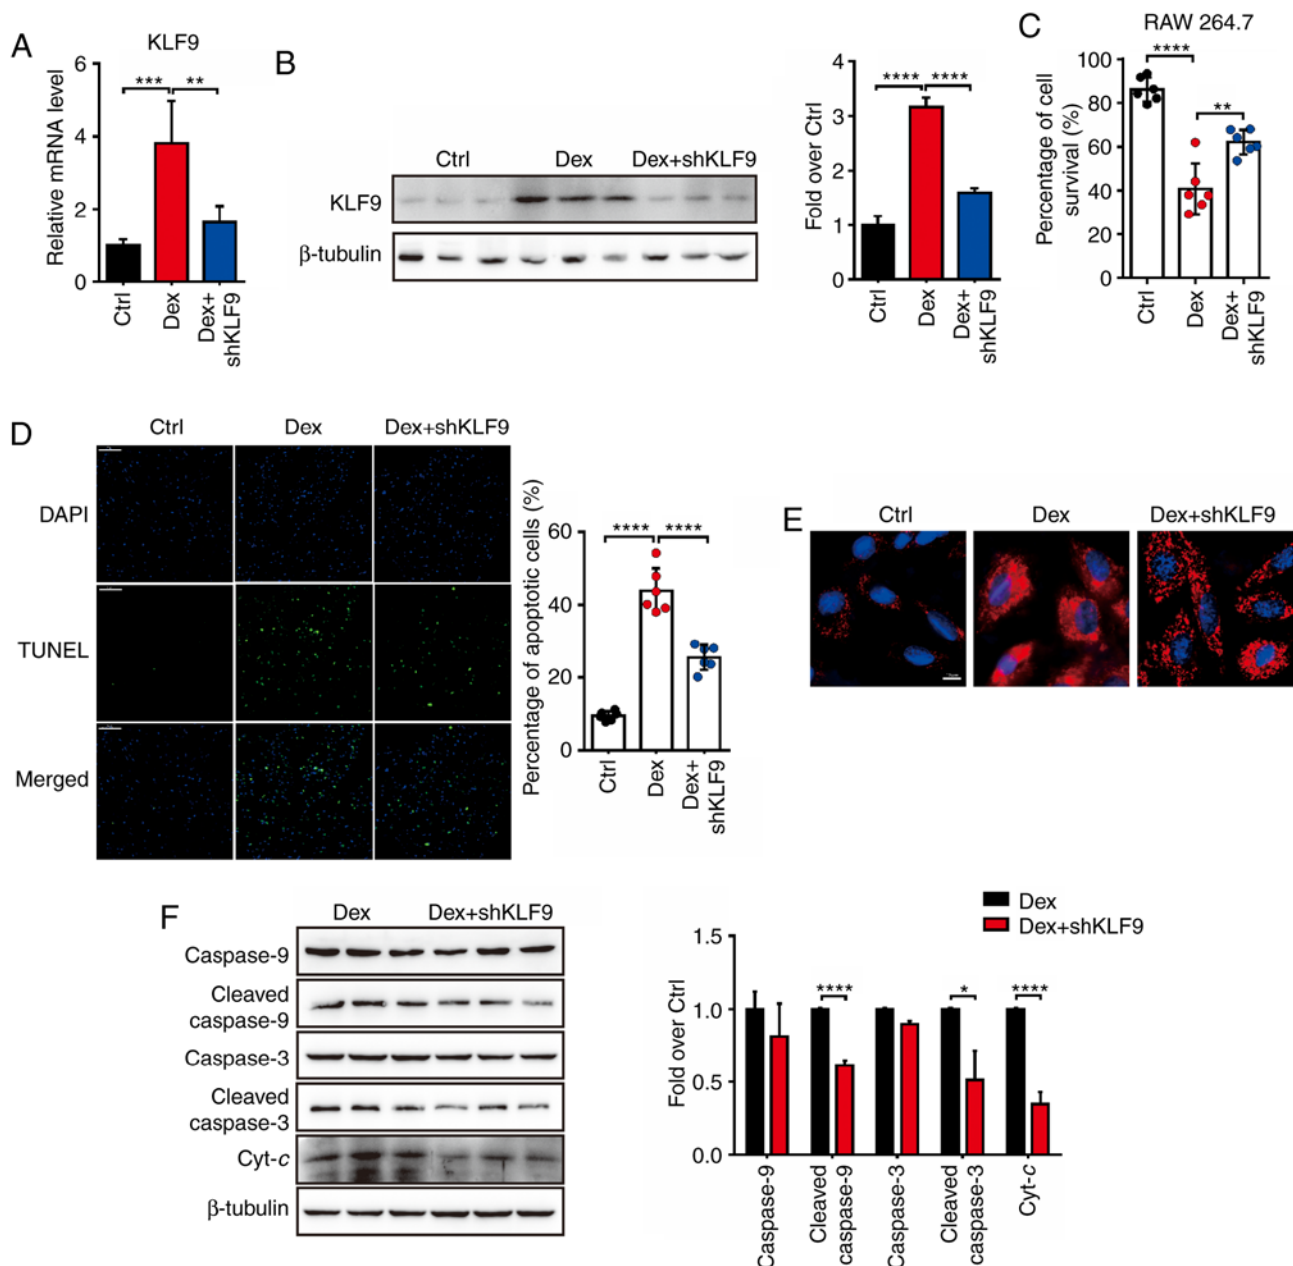 A
KLF9
Relative mRNA level
6
4
2
0
*** **
Ctrl
Dex
Dex+
shKLF9
B
Ctrl Dex Dex+shKLF9
KLF9
β-tubulin
Fold over Ctrl
6
4
2
0
**** ****
Ctrl
Dex
Dex+
shKLF9
C
RAW 264.7
Percentage of cell
survival (%)
100
80
60
40
20
0
****
**
Ctrl
Dex
Dex+
shKLF9
D
Ctrl Dex Dex+shKLF9
DAPI
TUNEL
Merged
Percentage of apoptotic cells (%)
60
40
20
0
**** ****
Ctrl
Dex
Dex+
shKLF9
E
Ctrl Dex Dex+shKLF9
F
Dex Dex+shKLF9
Caspase-9
Cleaved
caspase-9
Caspase-3
Cleaved
caspase-3
Cyt-c
β-tubulin
Dex
Dex+shKLF9
Fold over Ctrl
1.5
1.0
0.5
0.0
**** * ****
Caspase-9
Cleaved
caspase-9
Caspase-3
Cleaved
caspase-3
Cyt-c